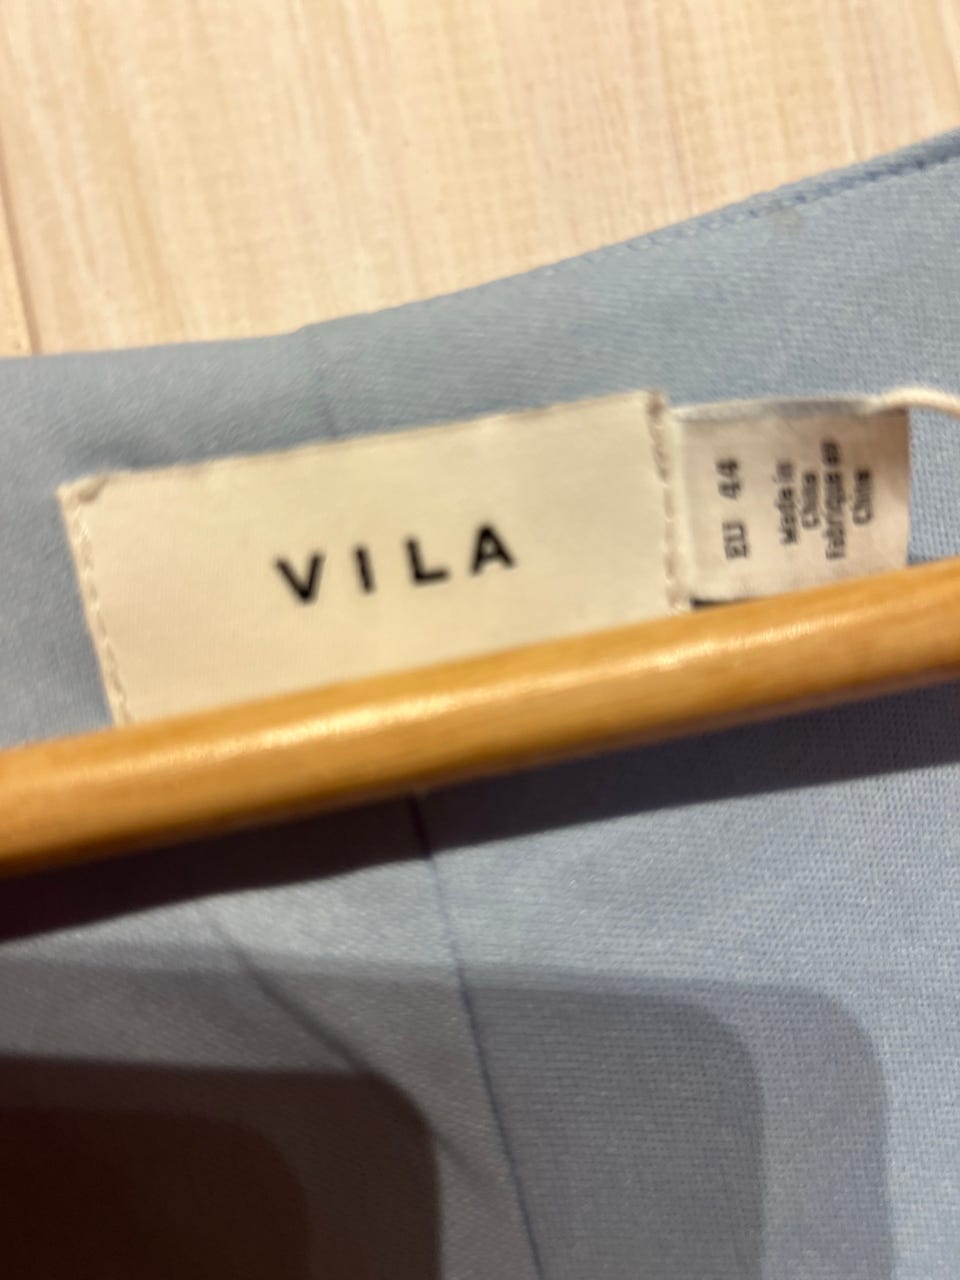 VILA
EU 44
Made in
China
Fabriqué en
Chine